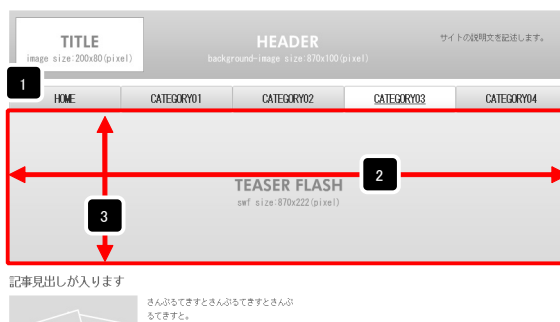 TITLE
image size:200x80(pixel)
HEADER
background-image size:870x100(pixel)
サイトの説明文を記述します。
1
HOME
CATEGORY01
CATEGORY02
CATEGORY03
CATEGORY04
2
TEASER FLASH
swf size:870x222(pixel)
3
記事見出しが入ります
さんぷるてきすとさんぷるてきすとさんぷ
るてきすと。